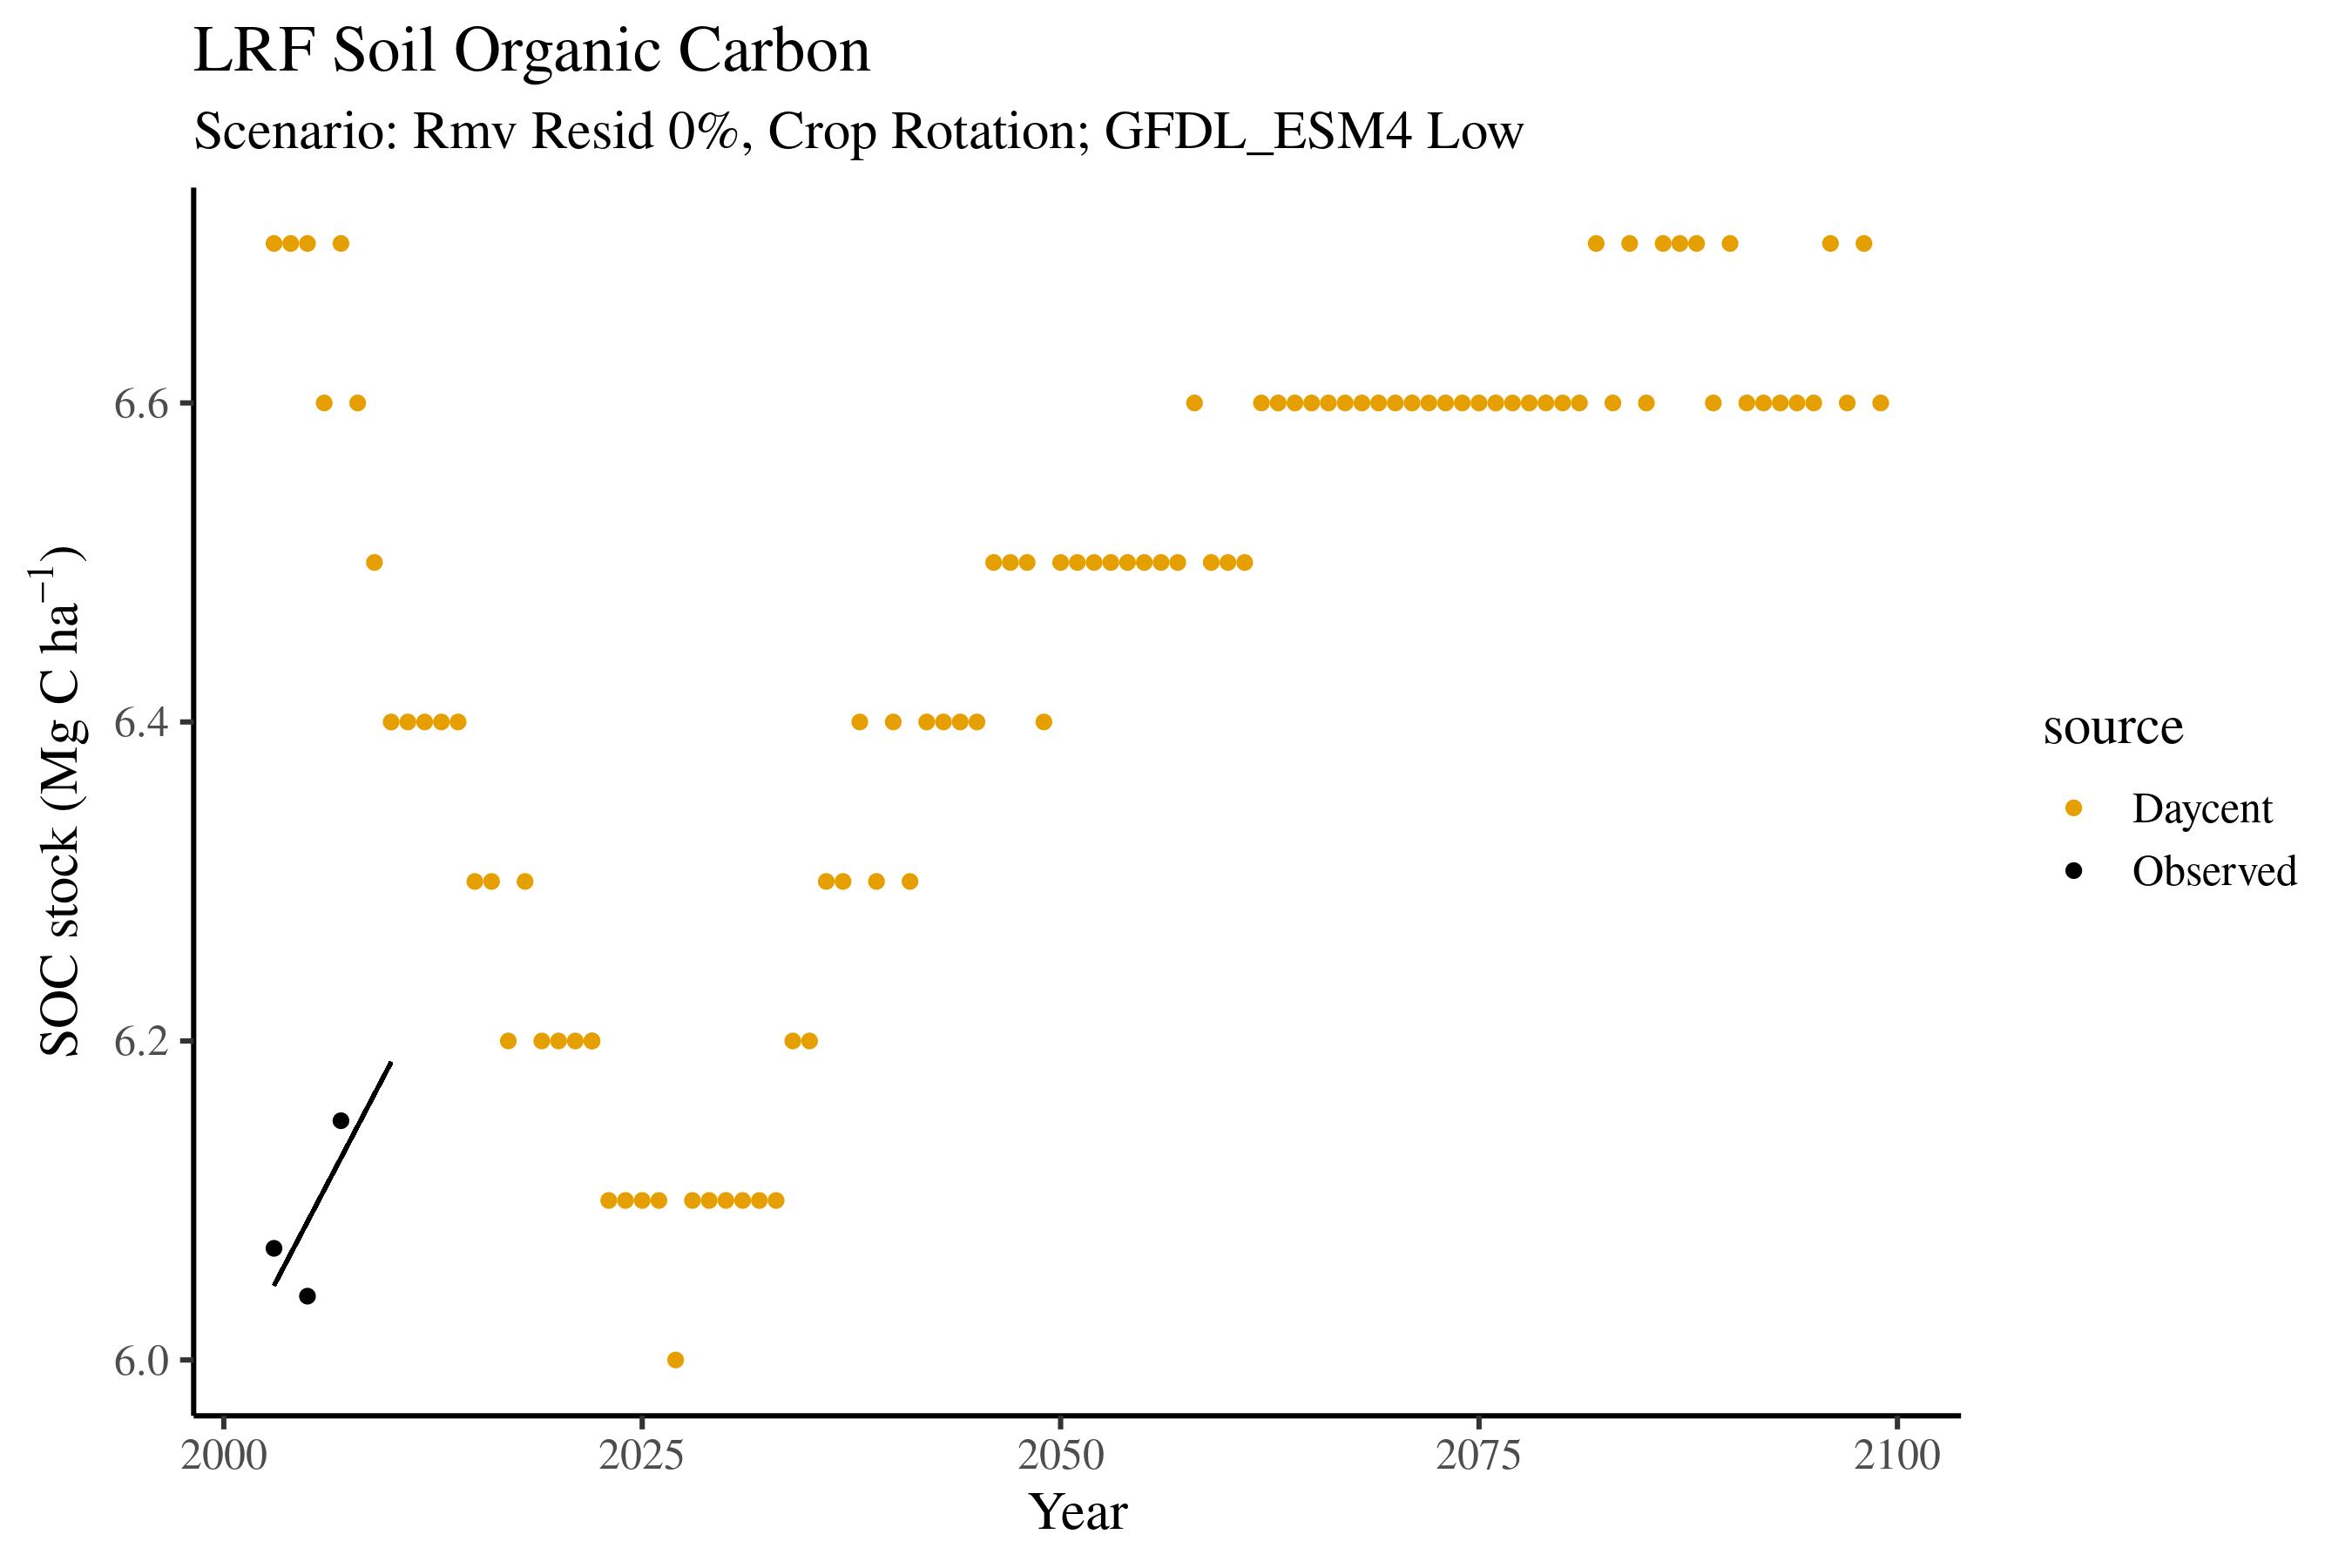 LRF Soil Organic Carbon
Scenario: Rmv Resid 0%, Crop Rotation; GFDL_ESM4 Low
SOC stock (Mg C ha⁻¹)
6.6
6.4
6.2
6.0
2000 2025 2050 2075 2100
Year
source
Daycent
Observed